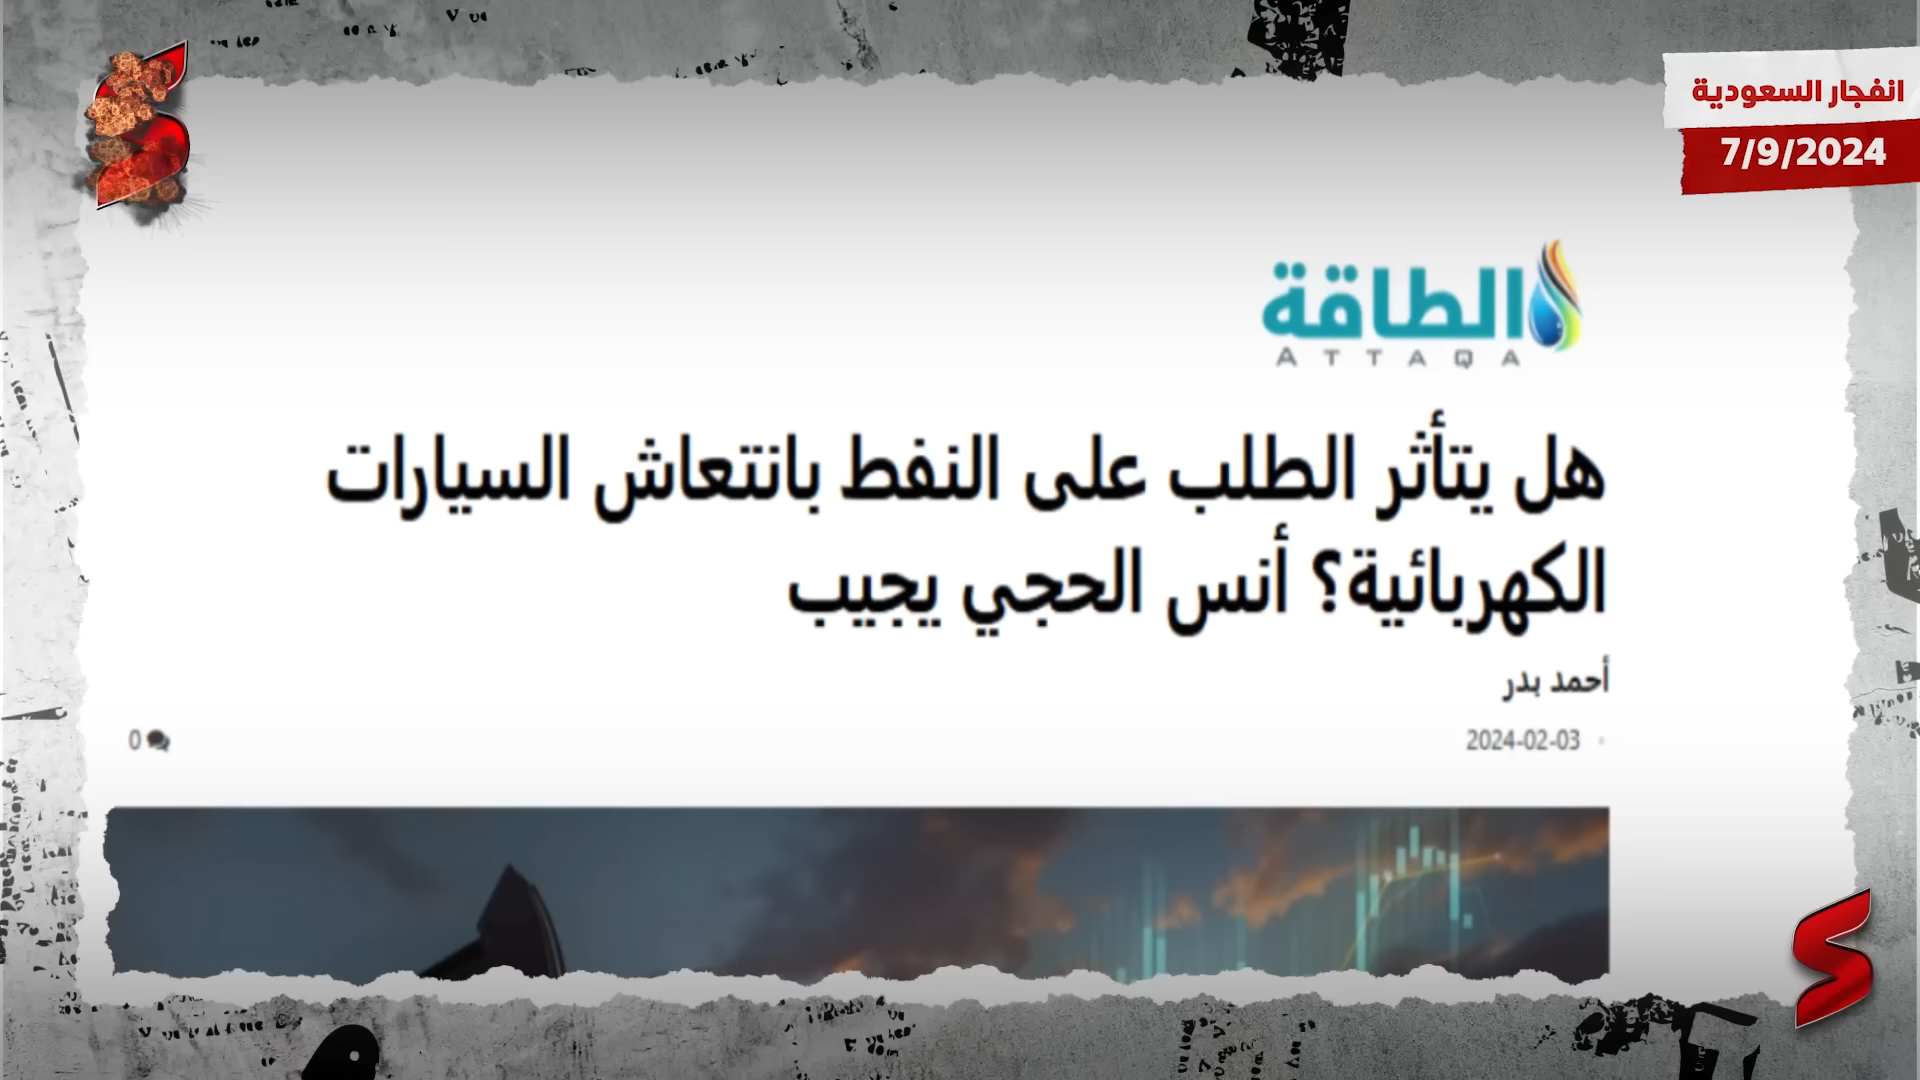 انفجار السعودية
7/9/2024
الطاقة
ATTAQA
هل يتأثر الطلب على النفط بانتعاش السيارات
الكهربائية؟ أنس الحجي يجيب
أحمد بدر
2024-02-03
0